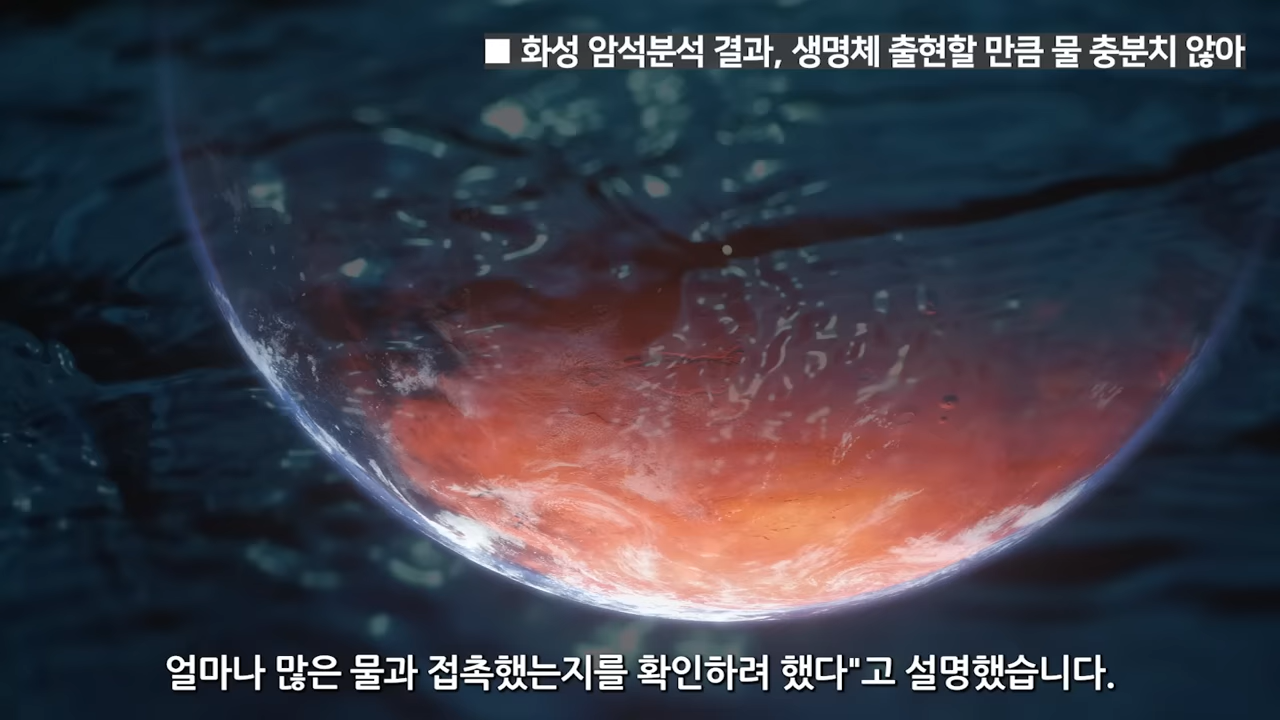 ■ 화성 암석분석 결과, 생명체 출현할 만큼 물 충분치 않아
얼마나 많은 물과 접촉했는지를 확인하려 했다"고 설명했습니다.